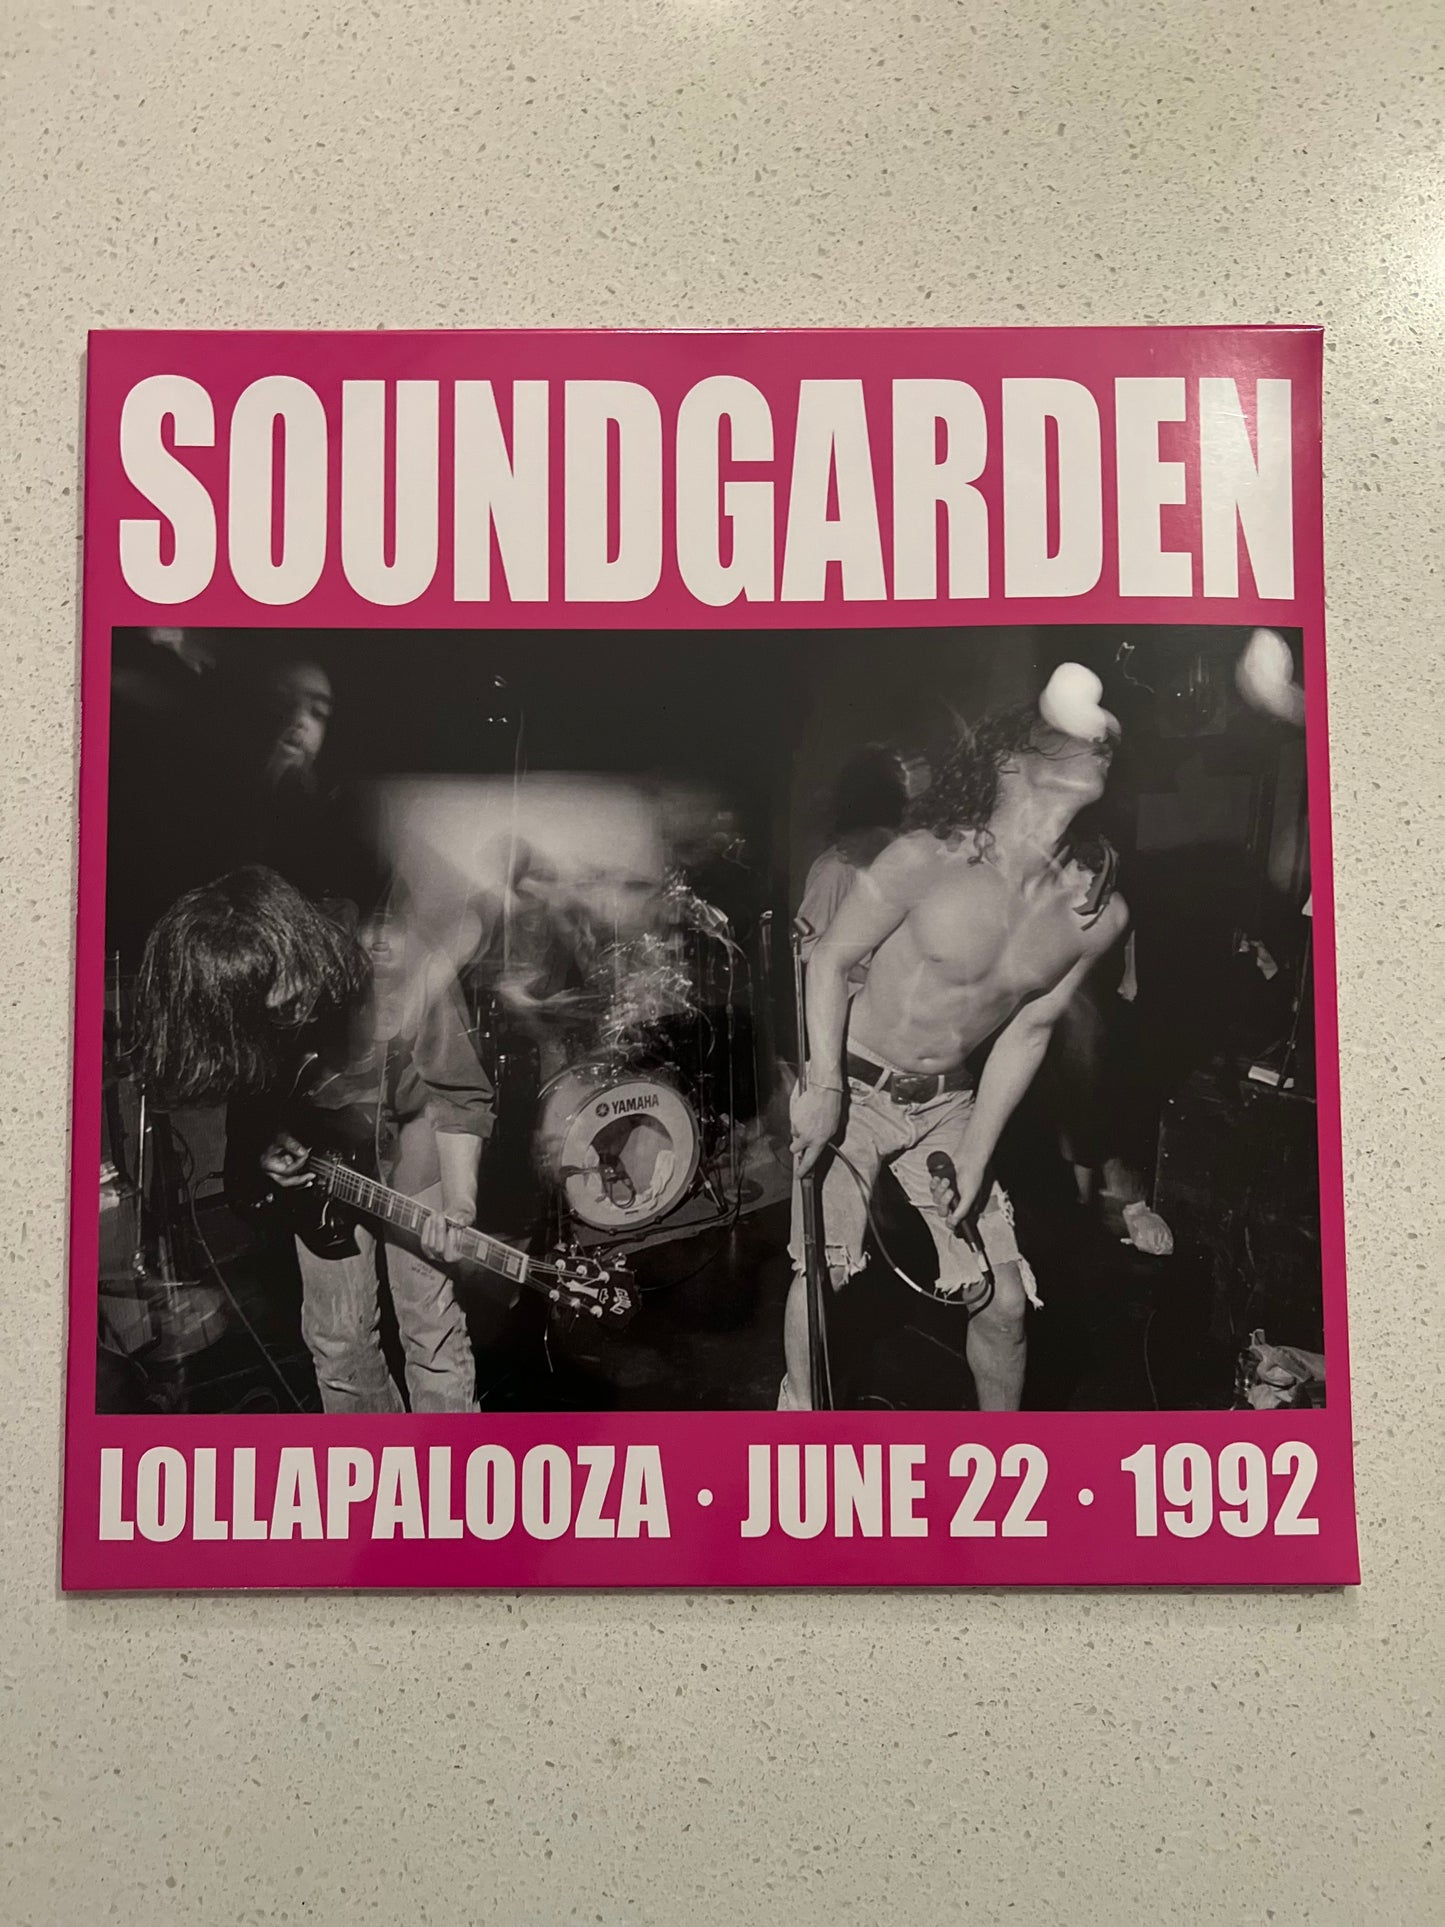 SOUNDGARDEN
YAMAHA
LOLLAPALOOZA · JUNE 22 · 1992